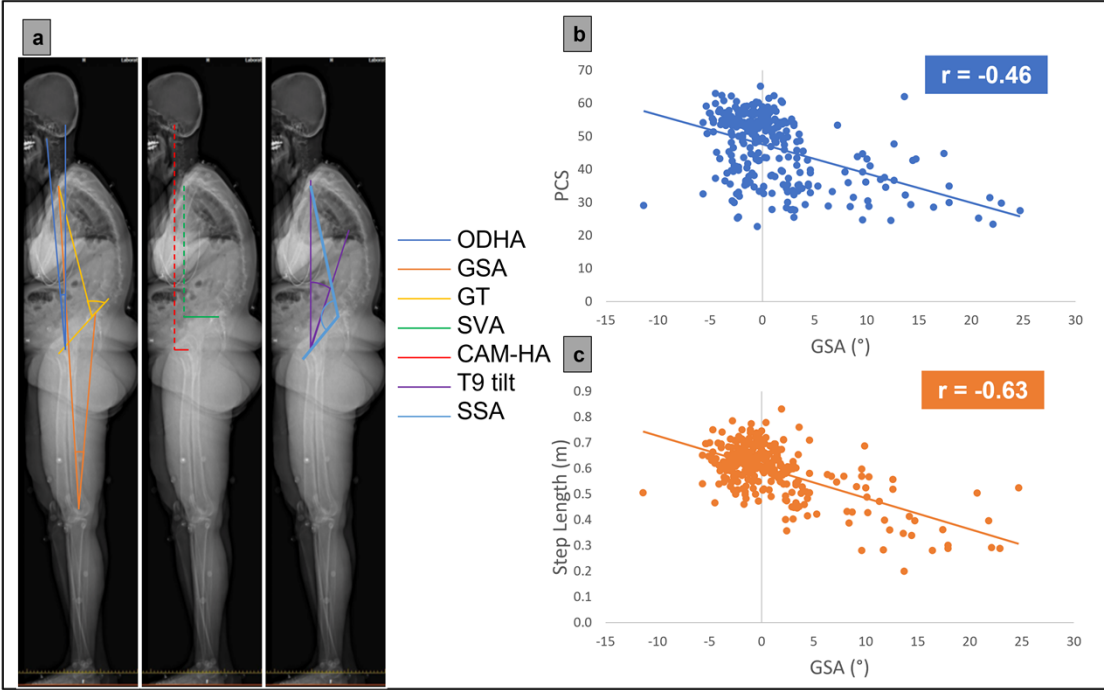 a
Laborat
Laborat
Laborat
ODHA
GSA
GT
SVA
CAM-HA
T9 tilt
SSA
b
r = -0.46
PCS
70
60
50
40
30
20
10
0
-15 -10 -5 0 5 10 15 20 25 30
GSA (°)
c
r = -0.63
Step Length (m)
0.9
0.8
0.7
0.6
0.5
0.4
0.3
0.2
0.1
0.0
-15 -10 -5 0 5 10 15 20 25 30
GSA (°)